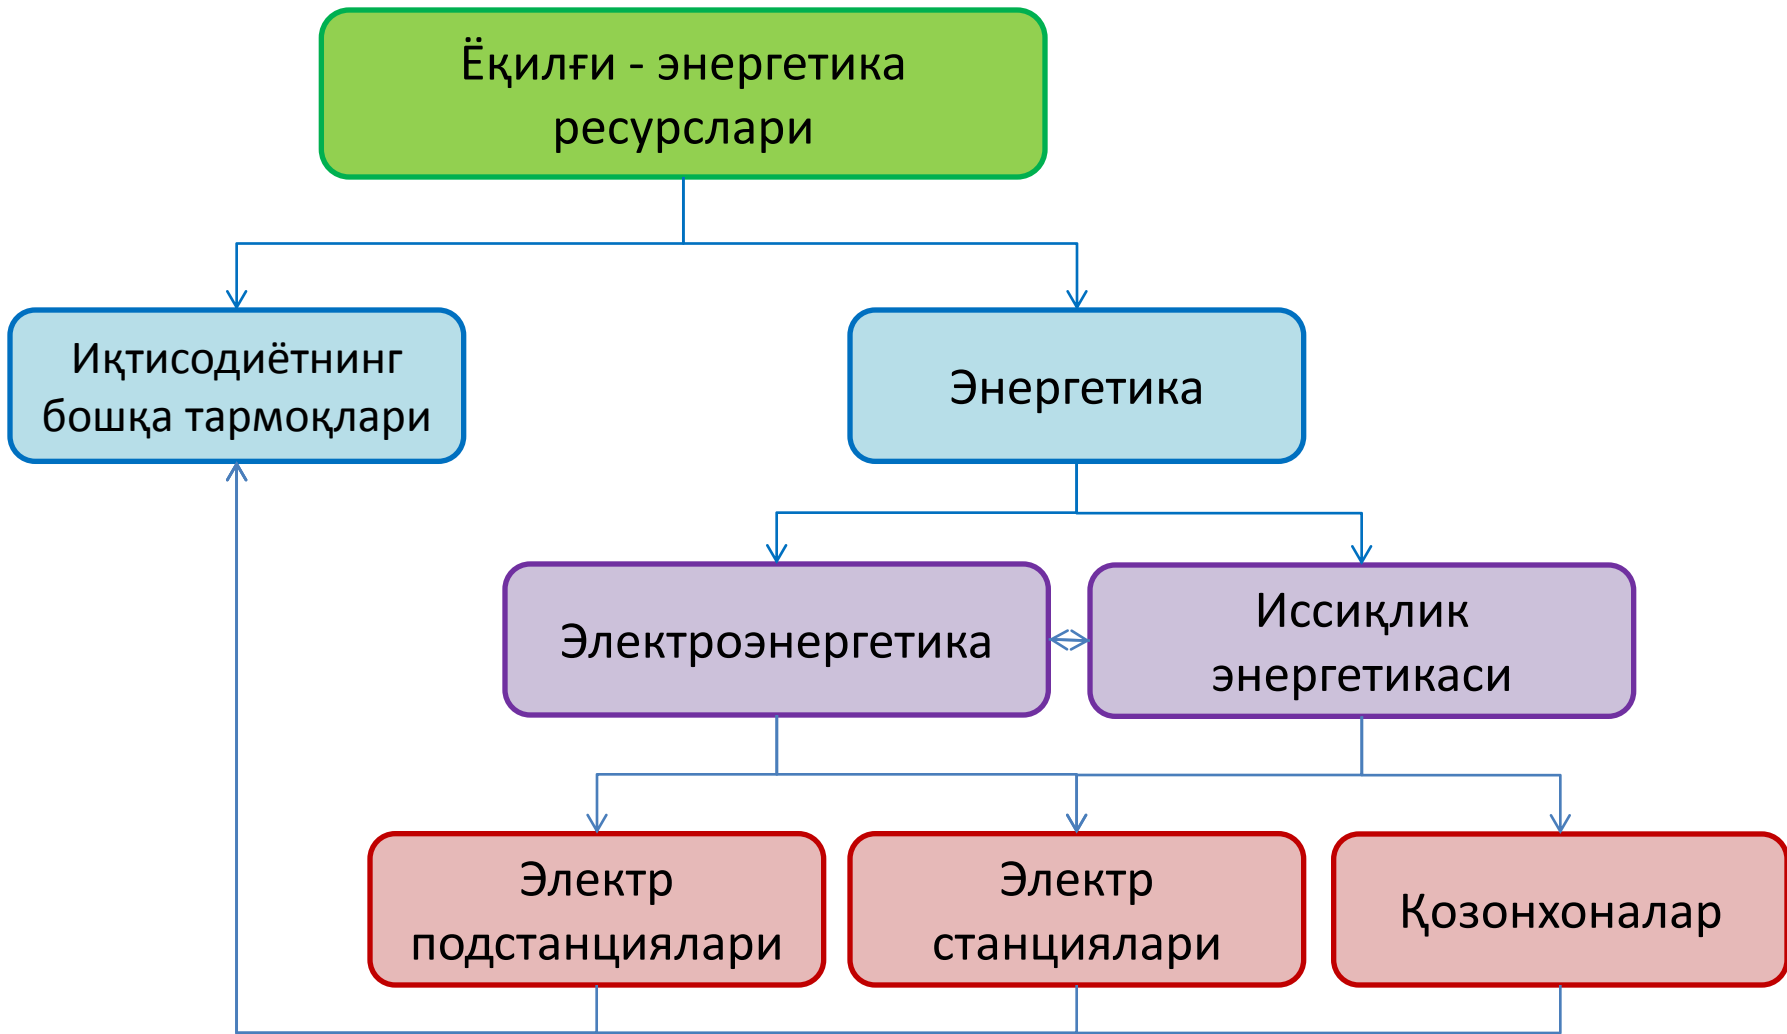 Ёқилғи - энергетика
ресурслари
Иқтисодиётнинг
бошқа тармоқлари
Энергетика
Электроэнергетика
Иссиқлик
энергетикаси
Электр
подстанциялари
Электр
станциялари
Қозонхоналар